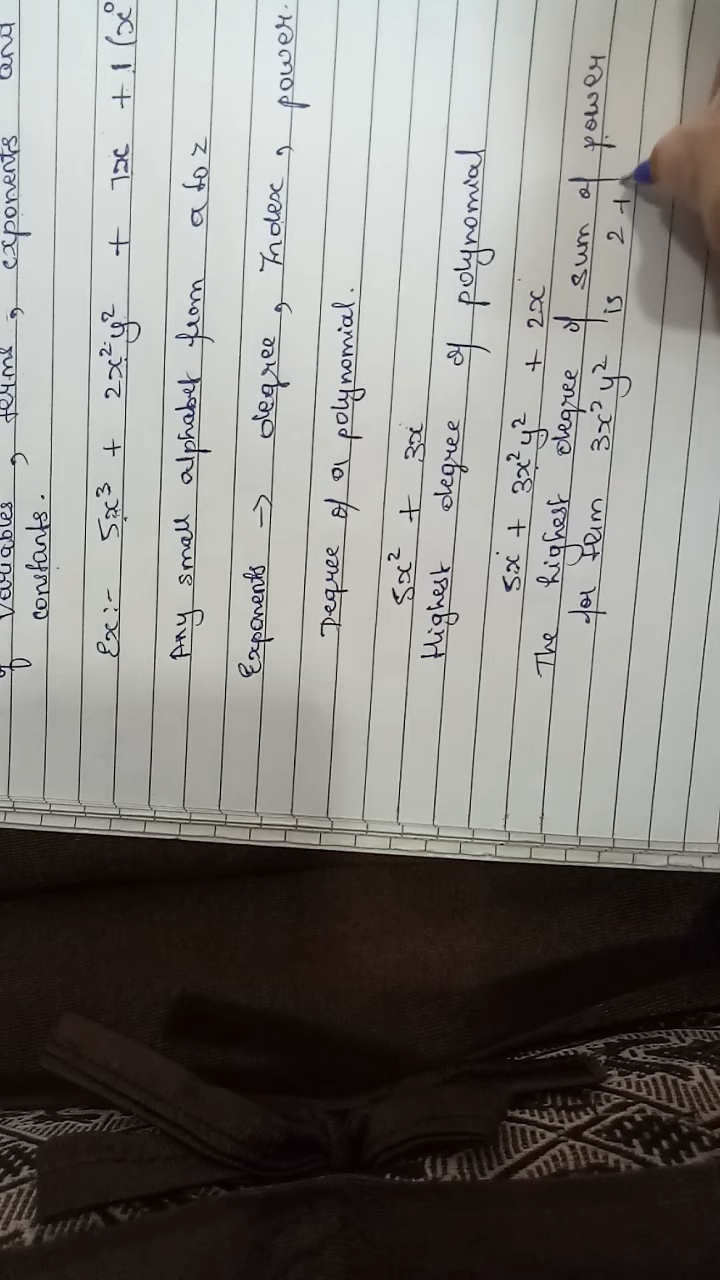 of variables , terms , exponents and
constants.
Ex:- 5x³ + 2x²y² + 7x + 1 (x⁰
Any small alphabet from a to z
Exponents → degree , Index , power.
Degree of a polynomial.
5x² + 3x
Highest degree of polynomial
5x + 3x²y² + 2x
The highest degree of sum of power
for term 3x²y² is 2 +